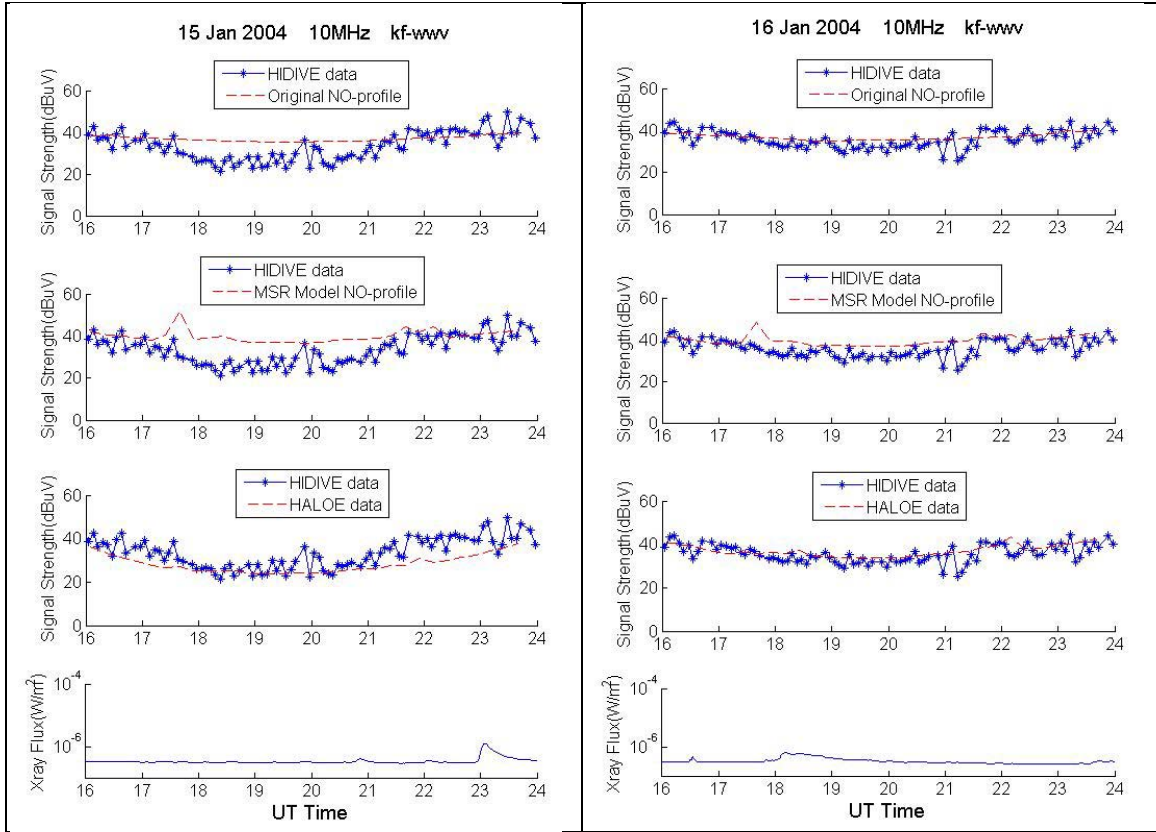 15 Jan 2004 10MHz kf-wwv
HIDIVE data
Original NO-profile
Signal Strength(dBuV)
60
40
20
0
16 17 18 19 20 21 22 23 24
HIDIVE data
MSR Model NO-profile
Signal Strength(dBuV)
60
40
20
0
16 17 18 19 20 21 22 23 24
HIDIVE data
HALOE data
Signal Strength(dBuV)
60
40
20
0
16 17 18 19 20 21 22 23 24
Xray Flux(W/m²)
10⁻⁴
10⁻⁶
16 17 18 19 20 21 22 23 24
UT Time
16 Jan 2004 10MHz kf-wwv
HIDIVE data
Original NO-profile
Signal Strength(dBuV)
60
40
20
0
16 17 18 19 20 21 22 23 24
HIDIVE data
MSR Model NO-profile
Signal Strength(dBuV)
60
40
20
0
16 17 18 19 20 21 22 23 24
HIDIVE data
HALOE data
Signal Strength(dBuV)
60
40
20
0
16 17 18 19 20 21 22 23 24
Xray Flux(W/m²)
10⁻⁴
10⁻⁶
16 17 18 19 20 21 22 23 24
UT Time